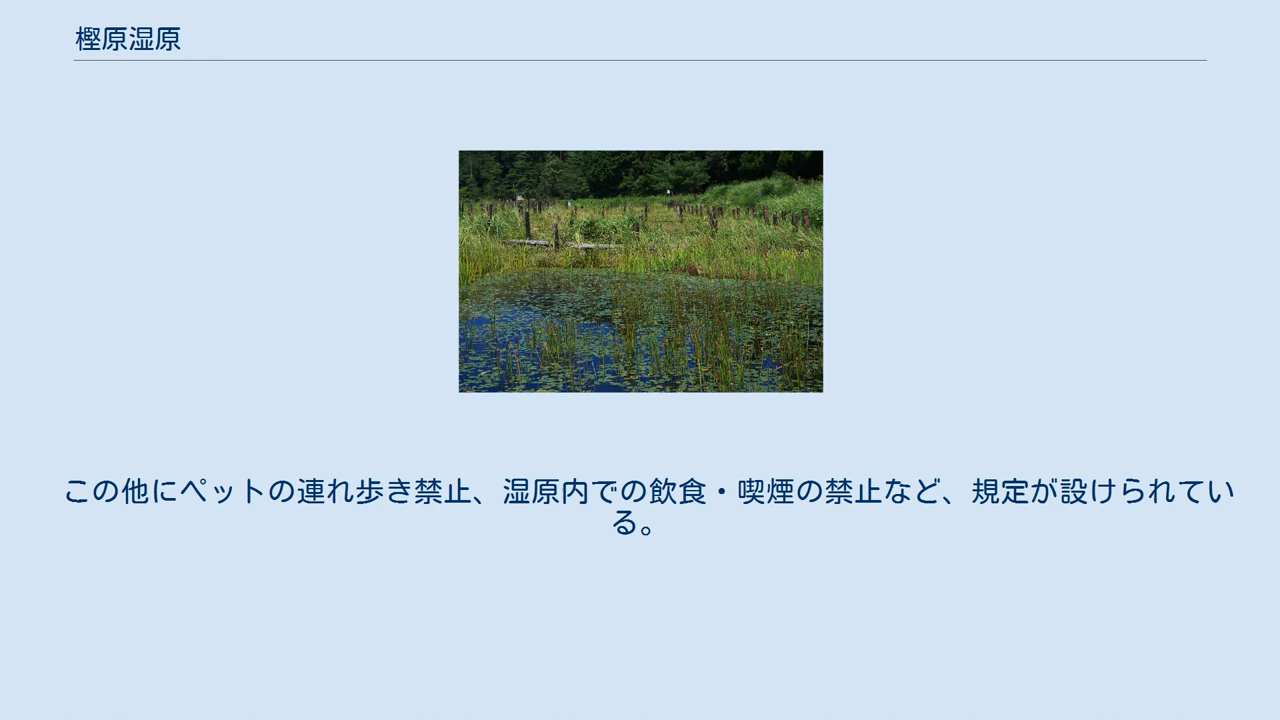 樫原湿原
この他にペットの連れ歩き禁止、湿原内での飲食・喫煙の禁止など、規定が設けられてい
る。